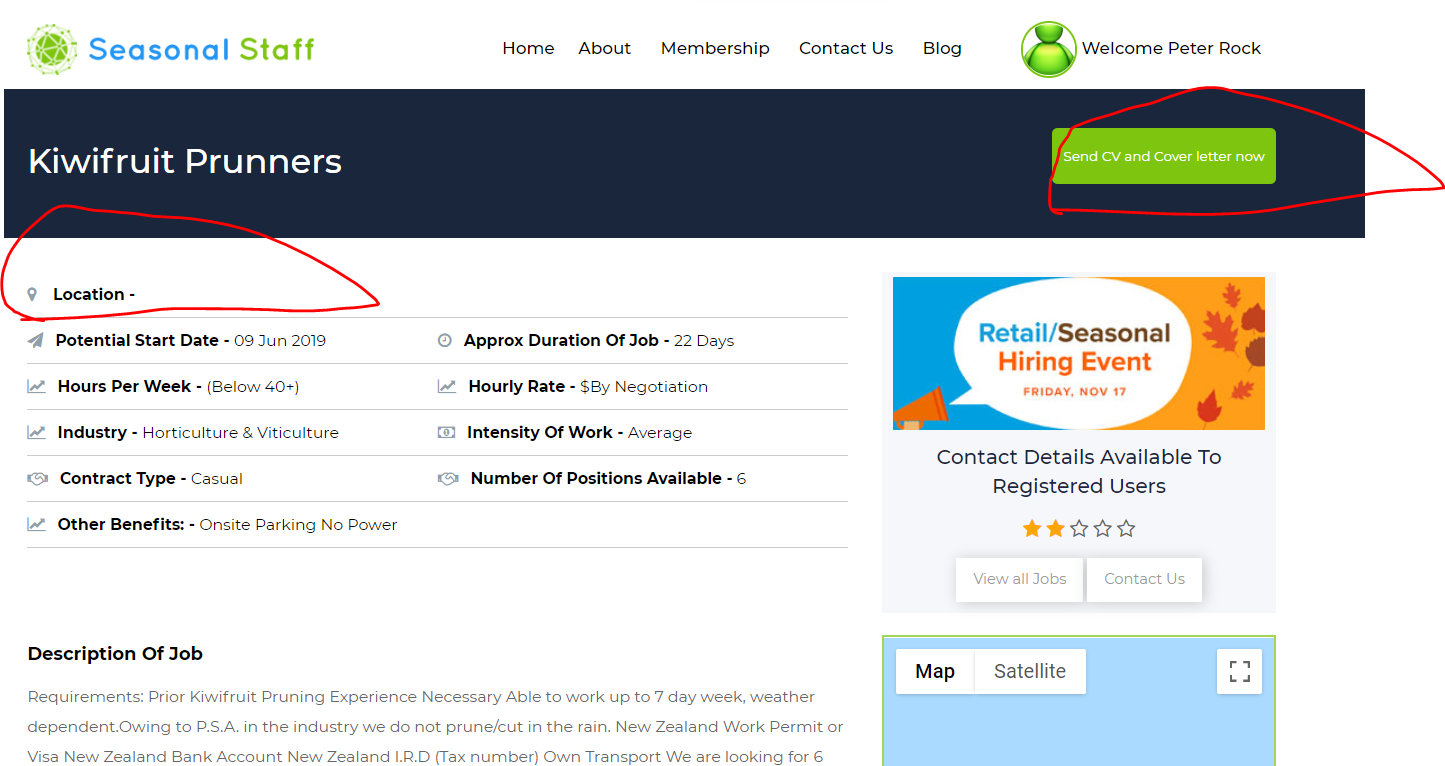 Seasonal Staff
Home About Membership Contact Us Blog Welcome Peter Rock
Kiwifruit Prunners
Send CV and Cover letter now
Location -
Potential Start Date - 09 Jun 2019
Approx Duration Of Job - 22 Days
Hours Per Week - (Below 40+)
Hourly Rate - $By Negotiation
Industry - Horticulture & Viticulture
Intensity Of Work - Average
Contract Type - Casual
Number Of Positions Available - 6
Other Benefits: - Onsite Parking No Power
Retail/Seasonal
Hiring Event
FRIDAY, NOV 17
Contact Details Available To
Registered Users
View all Jobs
Contact Us
Description Of Job
Requirements: Prior Kiwifruit Pruning Experience Necessary Able to work up to 7 day week, weather
dependent.Owing to P.S.A. in the industry we do not prune/cut in the rain. New Zealand Work Permit or
Visa New Zealand Bank Account New Zealand I.R.D (Tax number) Own Transport We are looking for 6
Map
Satellite